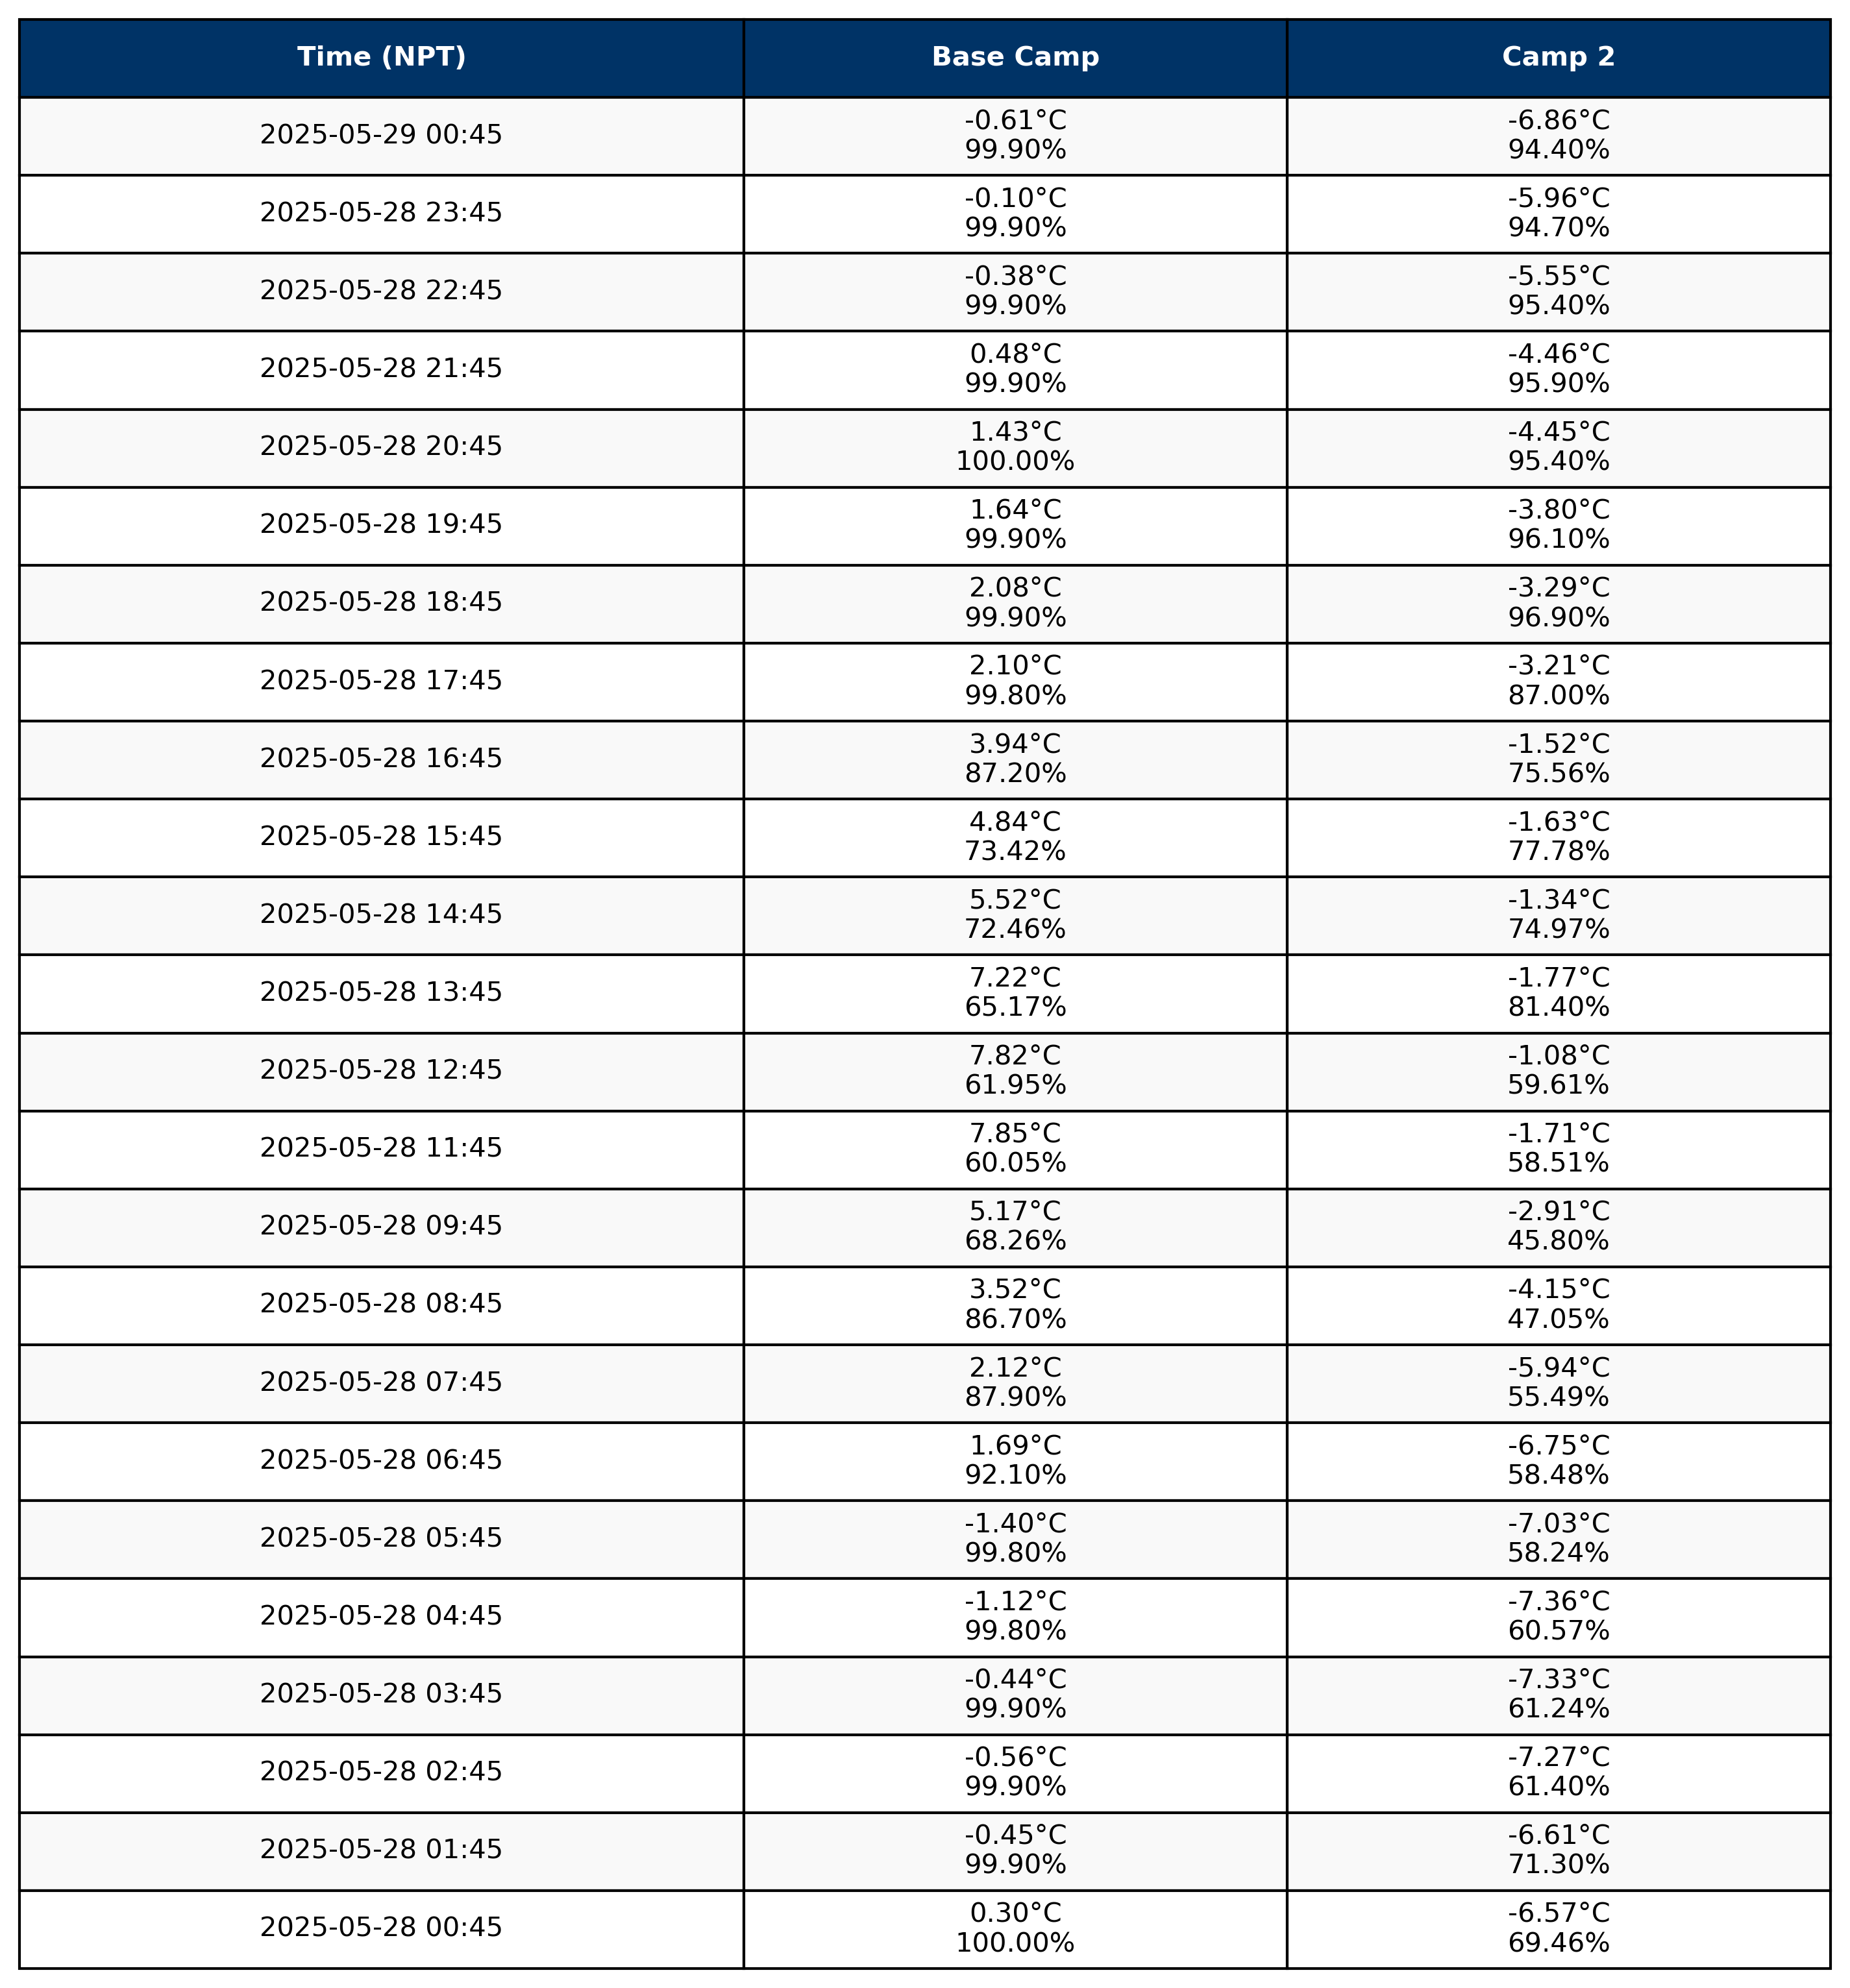 Time (NPT) Base Camp Camp 2
2025-05-29 00:45 -0.61°C -6.86°C
99.90% 94.40%
2025-05-28 23:45 -0.10°C -5.96°C
99.90% 94.70%
2025-05-28 22:45 -0.38°C -5.55°C
99.90% 95.40%
2025-05-28 21:45 0.48°C -4.46°C
99.90% 95.90%
2025-05-28 20:45 1.43°C -4.45°C
100.00% 95.40%
2025-05-28 19:45 1.64°C -3.80°C
99.90% 96.10%
2025-05-28 18:45 2.08°C -3.29°C
99.90% 96.90%
2025-05-28 17:45 2.10°C -3.21°C
99.80% 87.00%
2025-05-28 16:45 3.94°C -1.52°C
87.20% 75.56%
2025-05-28 15:45 4.84°C -1.63°C
73.42% 77.78%
2025-05-28 14:45 5.52°C -1.34°C
72.46% 74.97%
2025-05-28 13:45 7.22°C -1.77°C
65.17% 81.40%
2025-05-28 12:45 7.82°C -1.08°C
61.95% 59.61%
2025-05-28 11:45 7.85°C -1.71°C
60.05% 58.51%
2025-05-28 09:45 5.17°C -2.91°C
68.26% 45.80%
2025-05-28 08:45 3.52°C -4.15°C
86.70% 47.05%
2025-05-28 07:45 2.12°C -5.94°C
87.90% 55.49%
2025-05-28 06:45 1.69°C -6.75°C
92.10% 58.48%
2025-05-28 05:45 -1.40°C -7.03°C
99.80% 58.24%
2025-05-28 04:45 -1.12°C -7.36°C
99.80% 60.57%
2025-05-28 03:45 -0.44°C -7.33°C
99.90% 61.24%
2025-05-28 02:45 -0.56°C -7.27°C
99.90% 61.40%
2025-05-28 01:45 -0.45°C -6.61°C
99.90% 71.30%
2025-05-28 00:45 0.30°C -6.57°C
100.00% 69.46%